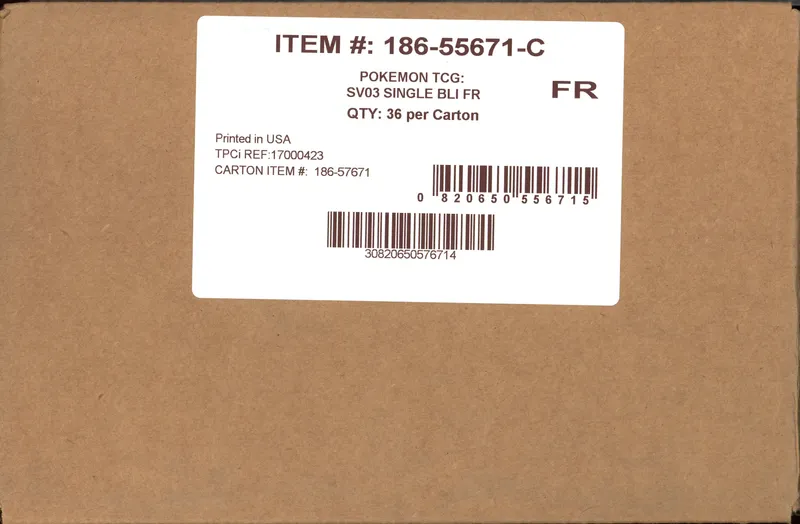 ITEM #: 186-55671-C
POKEMON TCG:
SV03 SINGLE BLI FR
FR
QTY: 36 per Carton
Printed in USA
TPCi REF:17000423
CARTON ITEM #: 186-57671
0 820650 556715
30820650576714